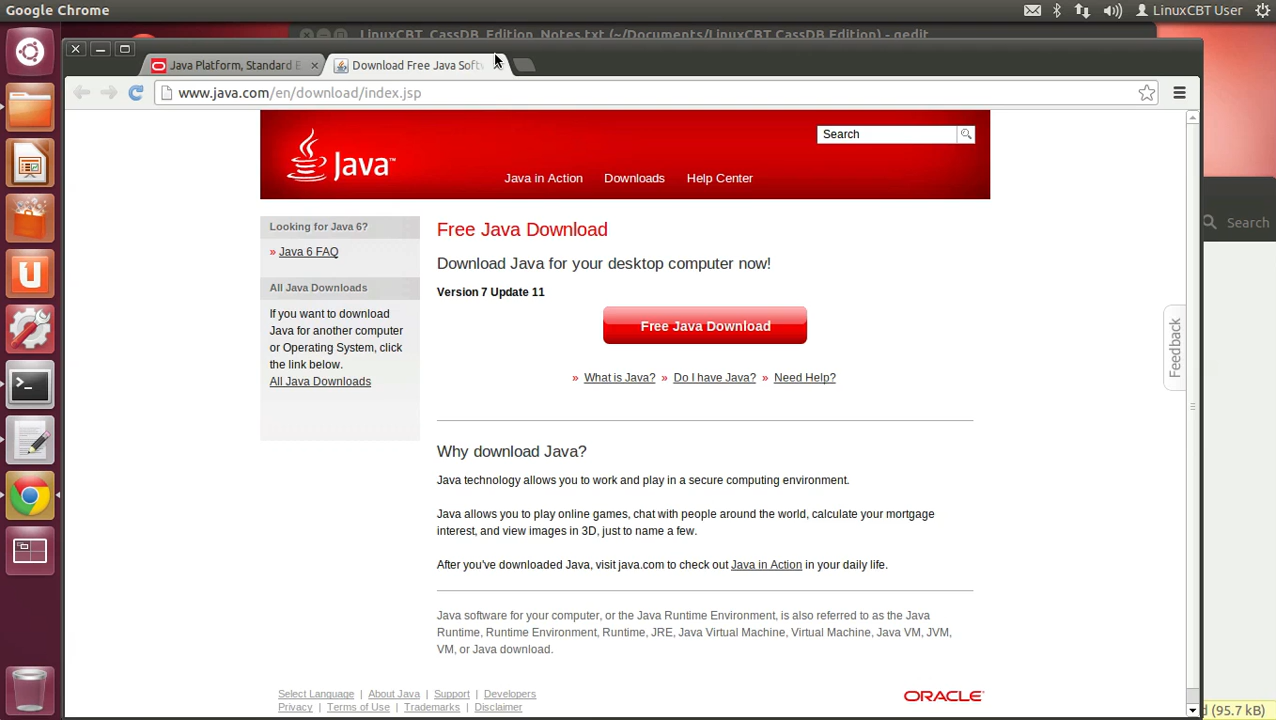 Google Chrome
LinuxCBT User
LinuxCBT_CassDB_Edition_Notes.txt (~/Documents/LinuxCBT CassDB Edition) - gedit
Java Platform, Standard E
Download Free Java Softw
www.java.com/en/download/index.jsp
Search
Java™
Java in Action
Downloads
Help Center
Search
Looking for Java 6?
» Java 6 FAQ
All Java Downloads
If you want to download
Java for another computer
or Operating System, click
the link below.
All Java Downloads
Free Java Download
Download Java for your desktop computer now!
Version 7 Update 11
Free Java Download
» What is Java? » Do I have Java? » Need Help?
Feedback
Why download Java?
Java technology allows you to work and play in a secure computing environment.
Java allows you to play online games, chat with people around the world, calculate your mortgage
interest, and view images in 3D, just to name a few.
After you've downloaded Java, visit java.com to check out Java in Action in your daily life.
Java software for your computer, or the Java Runtime Environment, is also referred to as the Java
Runtime, Runtime Environment, Runtime, JRE, Java Virtual Machine, Virtual Machine, Java VM, JVM,
VM, or Java download.
Select Language | About Java | Support | Developers
Privacy | Terms of Use | Trademarks | Disclaimer
ORACLE
d (95.7 kB)